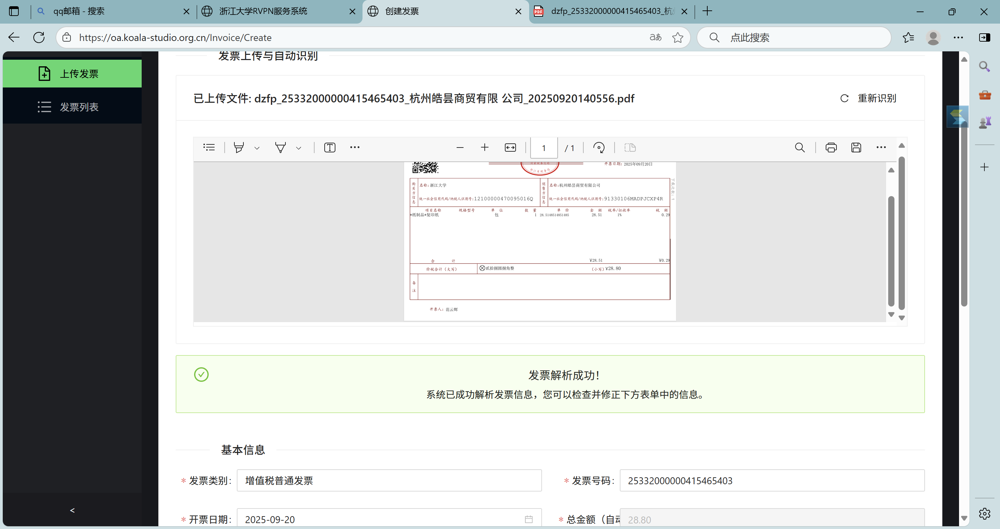 qq邮箱 - 搜索
浙江大学RVPN服务系统
创建发票
dzfp_25332000000415465403_杭
https://oa.koala-studio.org.cn/Invoice/Create
点此搜索
上传发票
发票列表
<
发票上传与自动识别
已上传文件: dzfp_25332000000415465403_杭州皓昙商贸有限 公司_20250920140556.pdf
重新识别
1 / 1
浙江省税务局
开票日期: 2025年09月20日
购买方信息
名称: 浙江大学
统一社会信用代码/纳税人识别号: 12100000470095016Q
销售方信息
名称: 杭州皓昙商贸有限公司
统一社会信用代码/纳税人识别号: 91330106MADPJCXP4R
下载次数: 1
项目名称 规格型号 单 位 数 量 单 价 金 额 税率/征收率 税 额
*纸制品*复印纸 包 1 28.5148514851485 28.51 1% 0.29
合 计 ¥28.51 ¥0.29
价税合计（大写） 贰拾捌圆捌角整 （小写）¥28.80
备注
开票人: 范云辉
发票解析成功！
系统已成功解析发票信息，您可以检查并修正下方表单中的信息。
基本信息
* 发票类别: 增值税普通发票
* 发票号码: 25332000000415465403
* 开票日期: 2025-09-20
* 总金额（自动 28.80